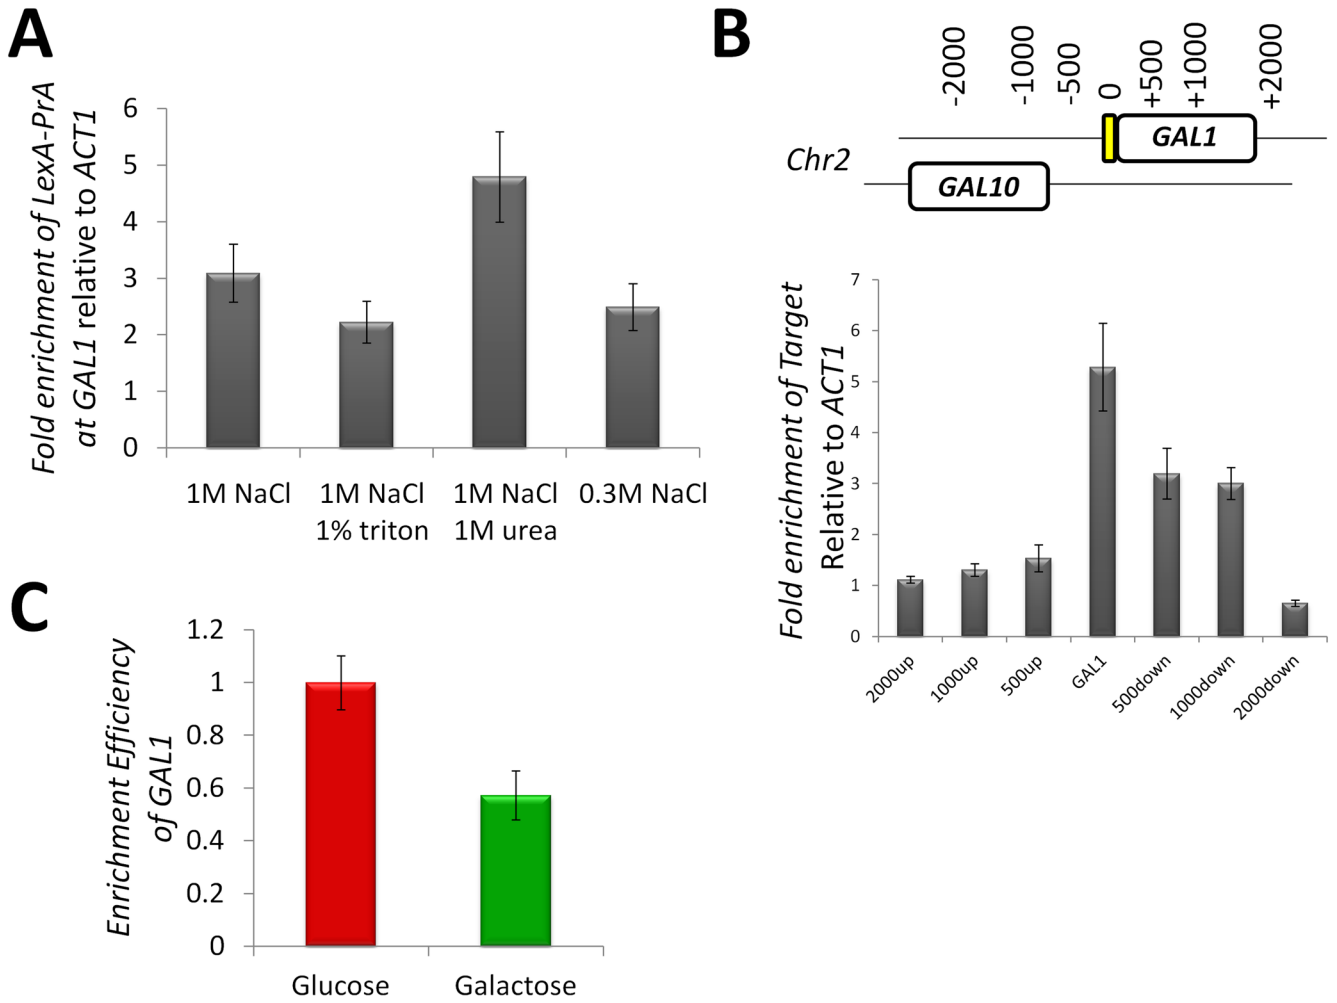 A
Fold enrichment of LexA-PrA
at GAL1 relative to ACT1
6
5
4
3
2
1
0
1M NaCl
1M NaCl
1% triton
1M NaCl
1M urea
0.3M NaCl
B
-2000
-1000
-500
0
+500
+1000
+2000
Chr2
GAL1
GAL10
Fold enrichment of Target
Relative to ACT1
7
6
5
4
3
2
1
0
2000up
1000up
500up
GAL1
500down
1000down
2000down
C
Enrichment Efficiency
of GAL1
1.2
1
0.8
0.6
0.4
0.2
0
Glucose
Galactose